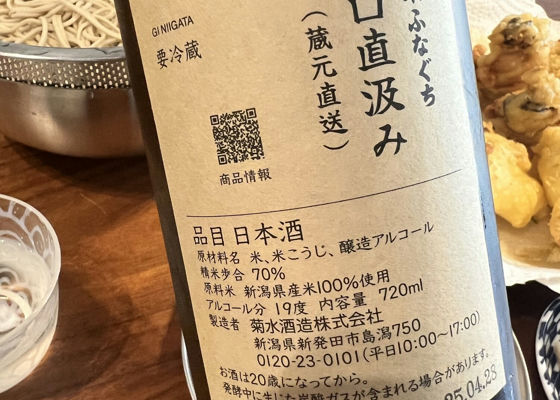 GI NIIGATA
要冷蔵
ふなぐち
口直汲み
（蔵元直送）
商品情報
品目 日本酒
原材料名 米、米こうじ、醸造アルコール
精米歩合 70%
原料米 新潟県産米100%使用
アルコール分 19度 内容量 720ml
製造者 菊水酒造株式会社
新潟県新発田市島潟750
0120-23-0101(平日10:00～17:00)
お酒は20歳になってから。
発酵中に生じた炭酸ガスが含まれる場合があります。
25.04.23